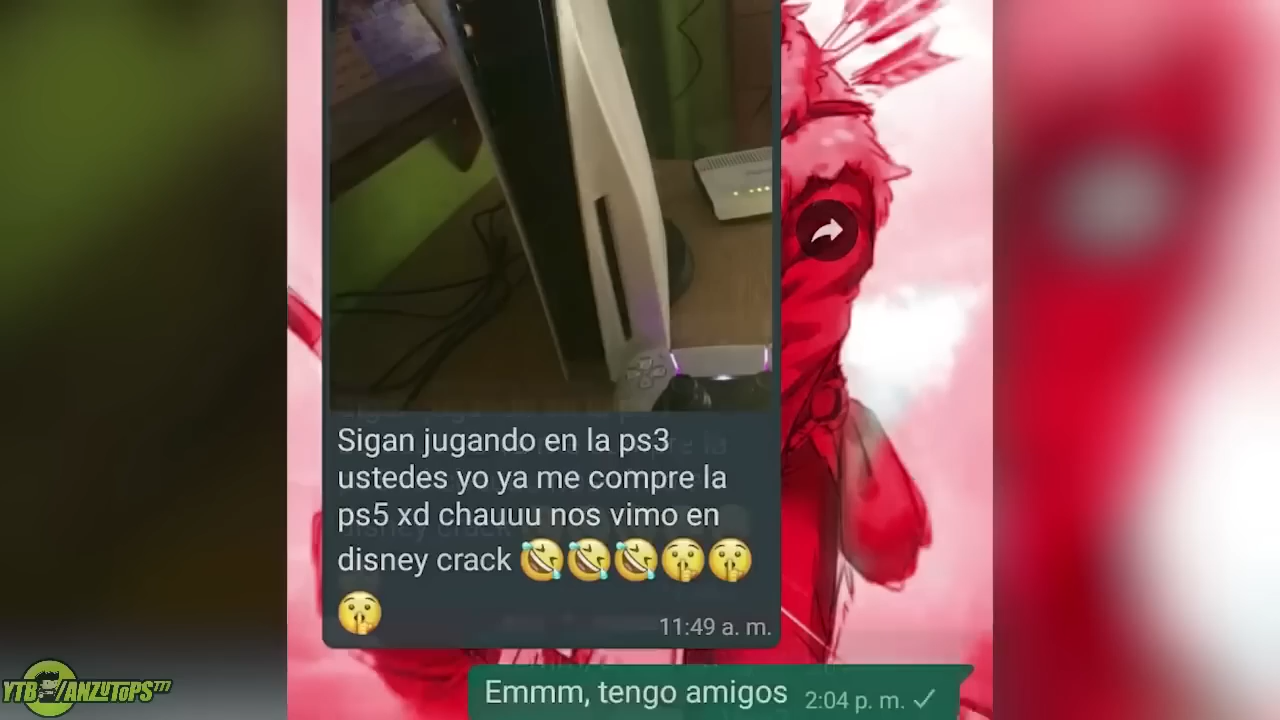 Sigan jugando en la ps3
ustedes yo ya me compre la
ps5 xd chauuu nos vimo en
disney crack 🤣🤣🤣🤫🤫
🤫
11:49 a. m.
Emmm, tengo amigos 2:04 p. m.
YTB/ANZUTOPS777